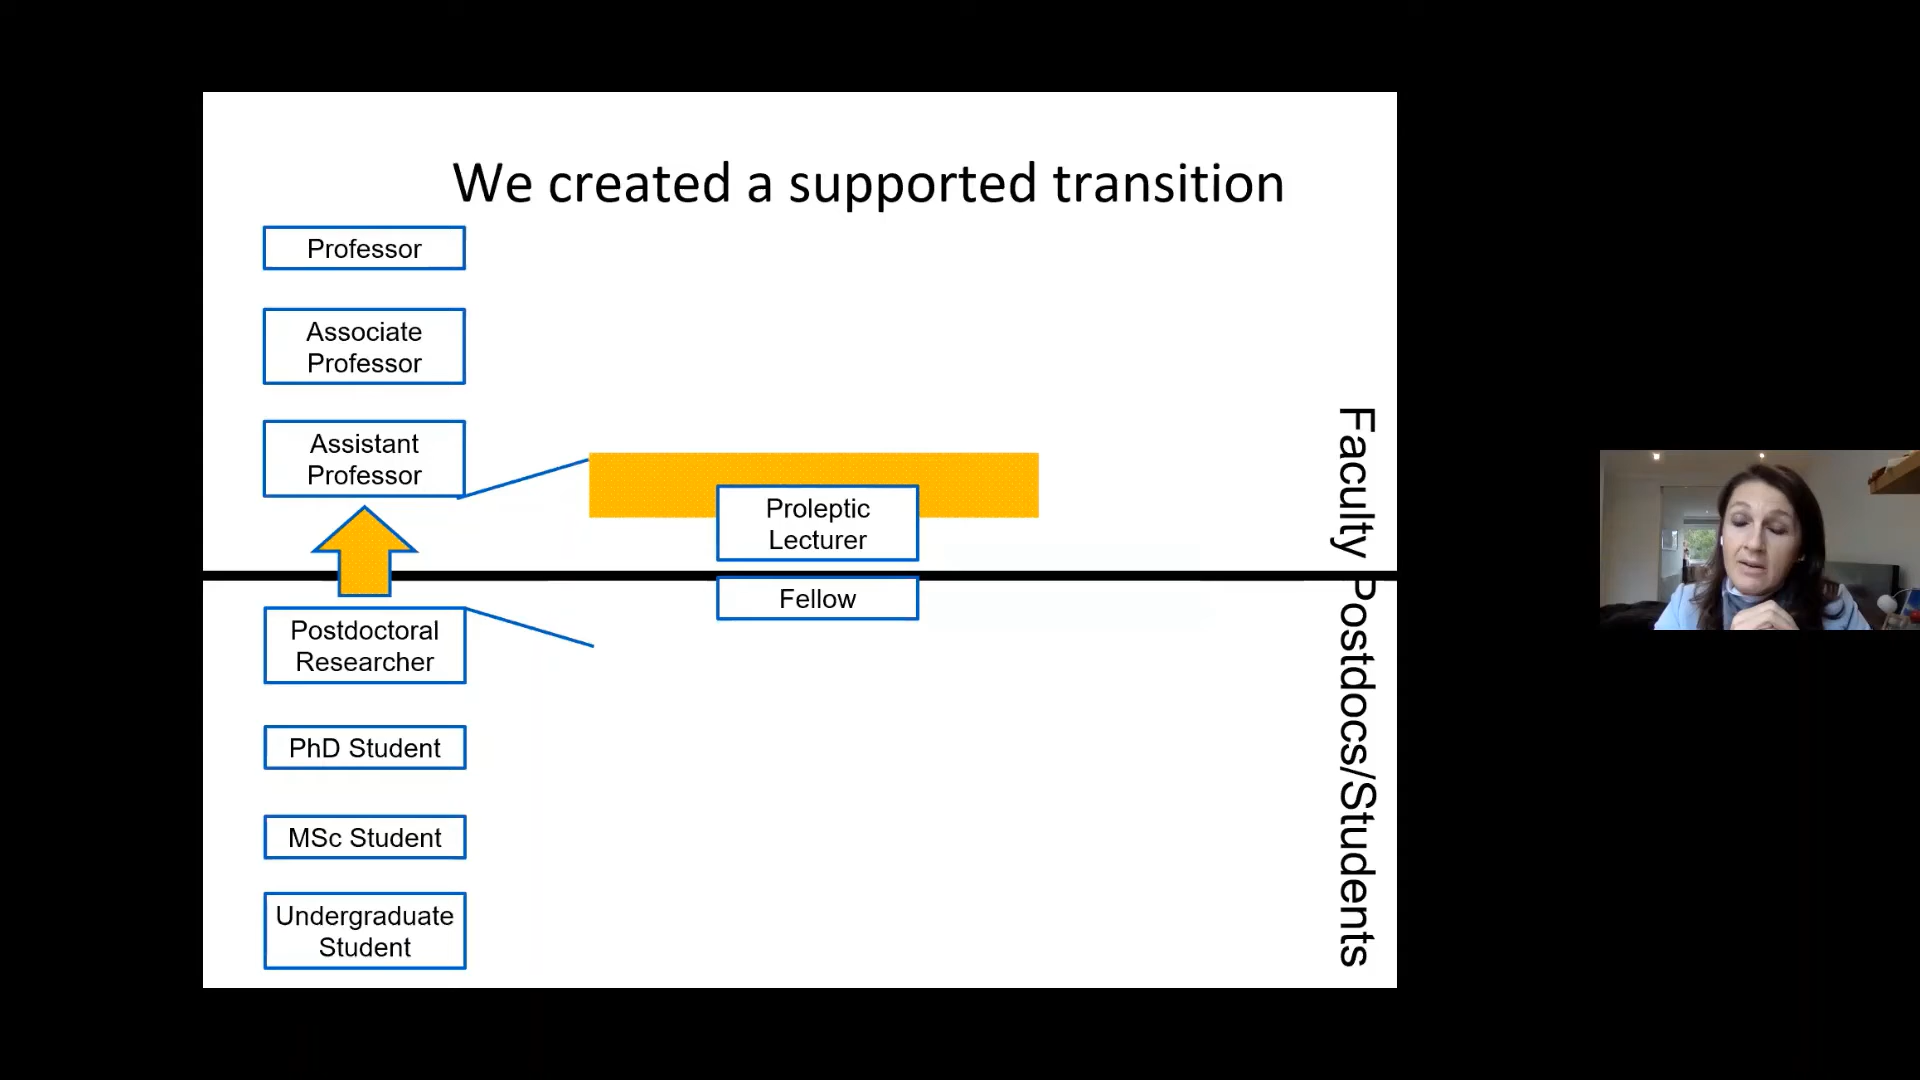 We created a supported transition
Professor
Associate
Professor
Assistant
Professor
Proleptic
Lecturer
Fellow
Postdoctoral
Researcher
PhD Student
MSc Student
Undergraduate
Student
Faculty
Postdocs/Students